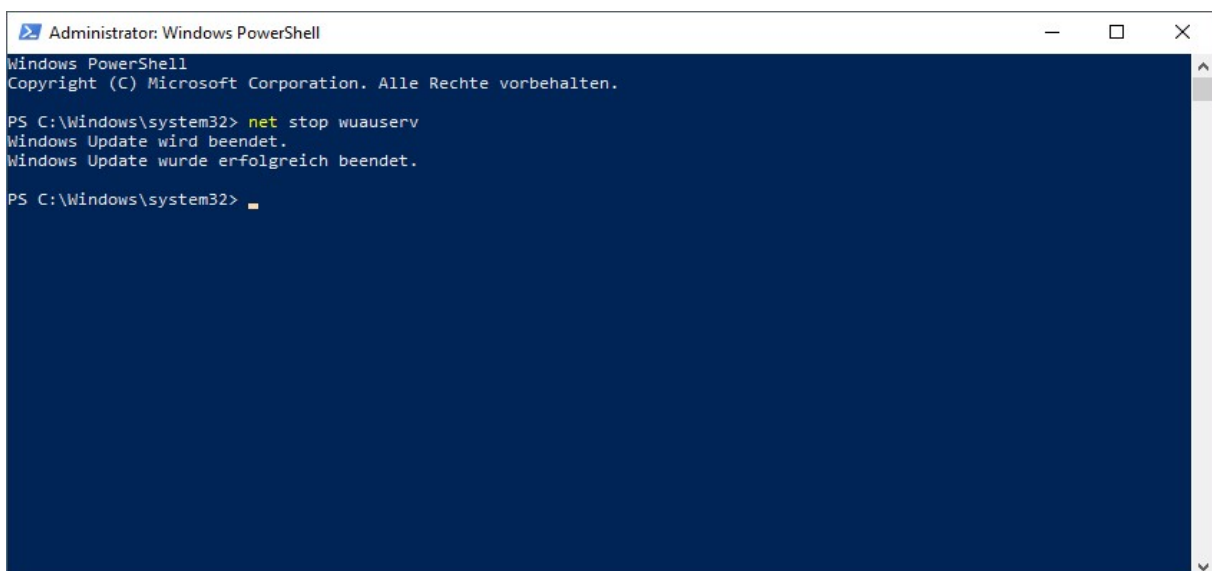 Administrator: Windows PowerShell
Windows PowerShell
Copyright (C) Microsoft Corporation. Alle Rechte vorbehalten.
PS C:\Windows\system32> net stop wuauserv
Windows Update wird beendet.
Windows Update wurde erfolgreich beendet.
PS C:\Windows\system32>